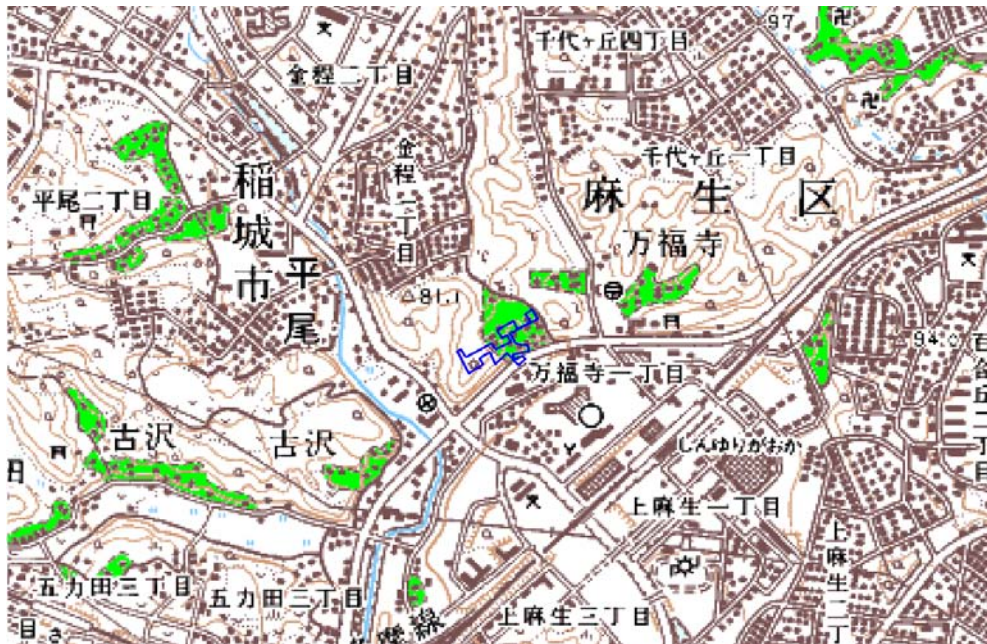 97
千代ヶ丘四丁目
金程二丁目
金程一丁目
千代ヶ丘一丁目
稲城市
平尾二丁目
麻生区
万福寺
平尾
81.1
94.0
万福寺一丁目
百合丘二丁目
古沢
古沢
しんゆりがおか
田
上麻生一丁目
上麻生二丁
五力田三丁目
五力田三丁目
上麻生三丁目